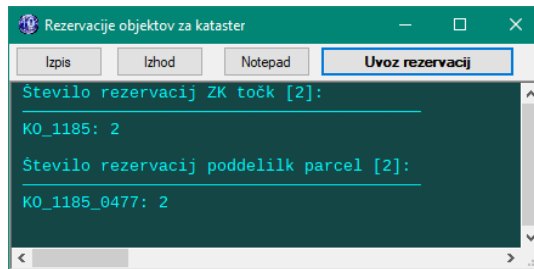 Rezervacije objektov za kataster
Izpis Izhod Notepad Uvoz rezervacij
Število rezervacij ZK točk [2]:
KO_1185: 2
Število rezervacij poddelilk parcel [2]:
KO_1185_0477: 2